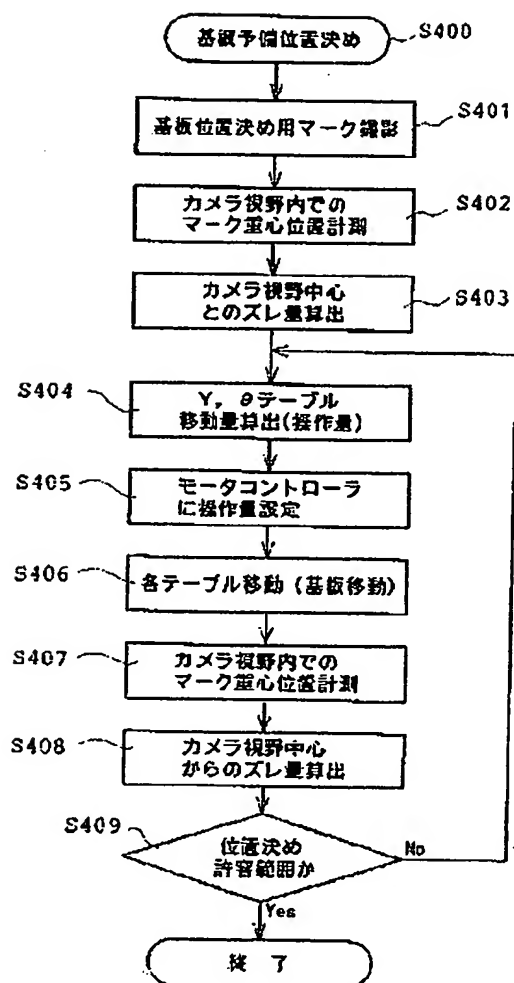 基板予備位置決め
S400
基板位置決め用マーク撮影
S401
カメラ視野内での
マーク重心位置計測
S402
カメラ視野中心
とのズレ量算出
S403
S404
Y, θテーブル
移動量算出(操作量)
S405
モータコントローラ
に操作量設定
S406
各テーブル移動(基板移動)
S407
カメラ視野内での
マーク重心位置計測
S408
カメラ視野中心
からのズレ量算出
S409
位置決め
許容範囲か
No
Yes
終了